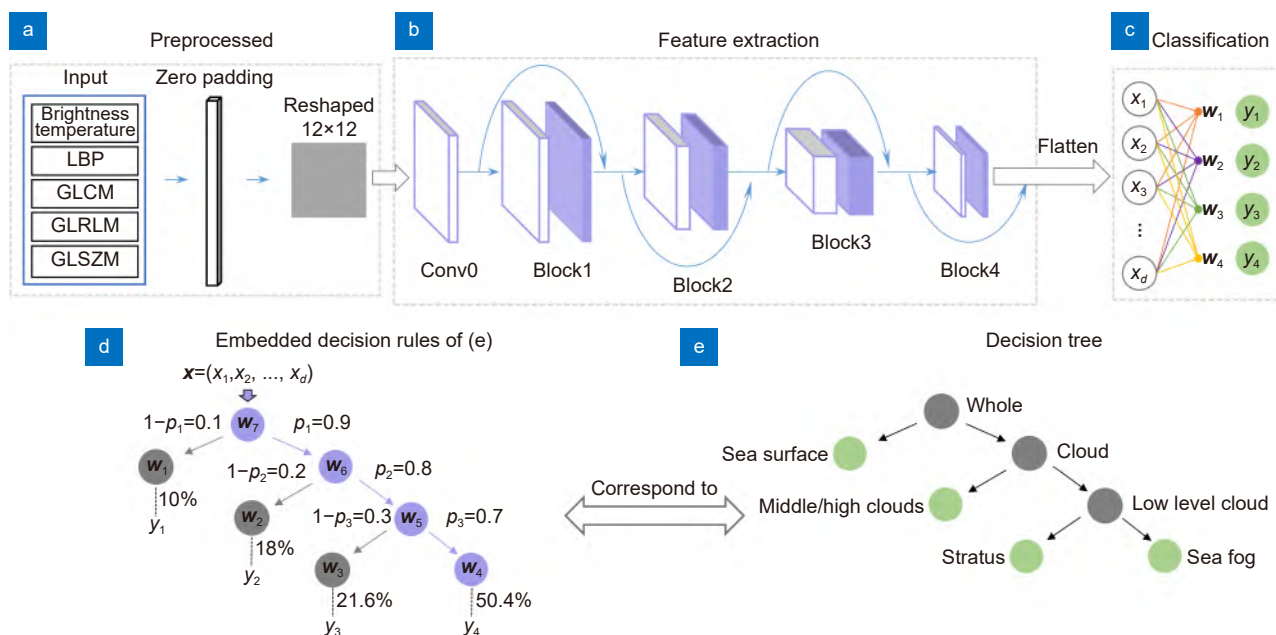 a
Preprocessed
Input
Zero padding
Brightness
temperature
LBP
GLCM
GLRLM
GLSZM
Reshaped
12×12
b
Feature extraction
Conv0
Block1
Block2
Block3
Block4
Flatten
c
Classification
x₁
x₂
x₃
...
x_d
w₁
w₂
w₃
w₄
y₁
y₂
y₃
y₄
d
Embedded decision rules of (e)
x=(x₁,x₂, ..., x_d)
1−p₁=0.1
w₇
p₁=0.9
w₁
1−p₂=0.2
w₆
p₂=0.8
10%
y₁
w₂
1−p₃=0.3
w₅
p₃=0.7
18%
y₂
w₃
w₄
21.6%
50.4%
y₃
y₄
Correspond to
e
Decision tree
Whole
Sea surface
Cloud
Middle/high clouds
Low level cloud
Stratus
Sea fog